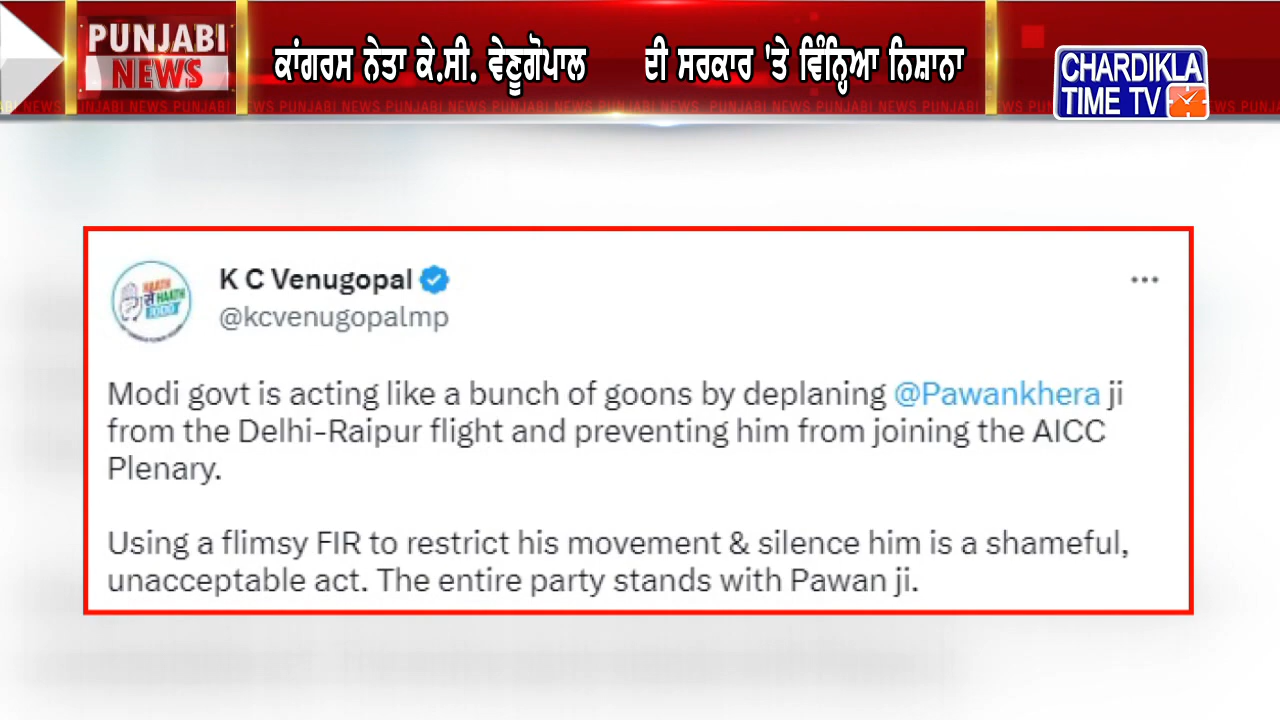 PUNJABI
NEWS
ਕਾਂਗਰਸ ਨੇਤਾ ਕੇ.ਸੀ. ਵੇਣੂਗੋਪਾਲ ਦੀ ਸਰਕਾਰ 'ਤੇ ਵਿੰਨ੍ਹਿਆ ਨਿਸ਼ਾਨਾ
CHARDIKLA
TIME TV
K C Venugopal
@kcvenugopalmp
Modi govt is acting like a bunch of goons by deplaning @Pawankhera ji
from the Delhi-Raipur flight and preventing him from joining the AICC
Plenary.
Using a flimsy FIR to restrict his movement & silence him is a shameful,
unacceptable act. The entire party stands with Pawan ji.